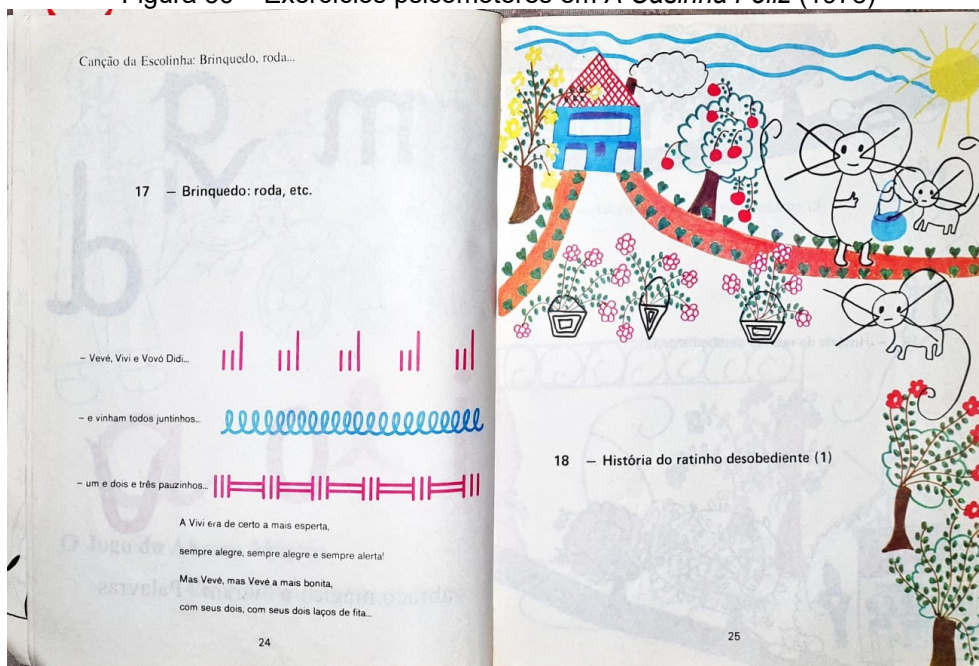 Figura 30 – Exercícios psicomotores em A Casinha Feliz (1973)
Canção da Escolinha: Brinquedo, roda...
17 – Brinquedo: roda, etc.
– Vevé, Vivi e Vovó Didi...
– e vinham todos juntinhos...
– um e dois e três pauzinhos...
A Vivi era de certo a mais esperta,
sempre alegre, sempre alegre e sempre alerta!
Mas Vevé, mas Vevé a mais bonita,
com seus dois, com seus dois laços de fita...
24
18 – História do ratinho desobediente (1)
25